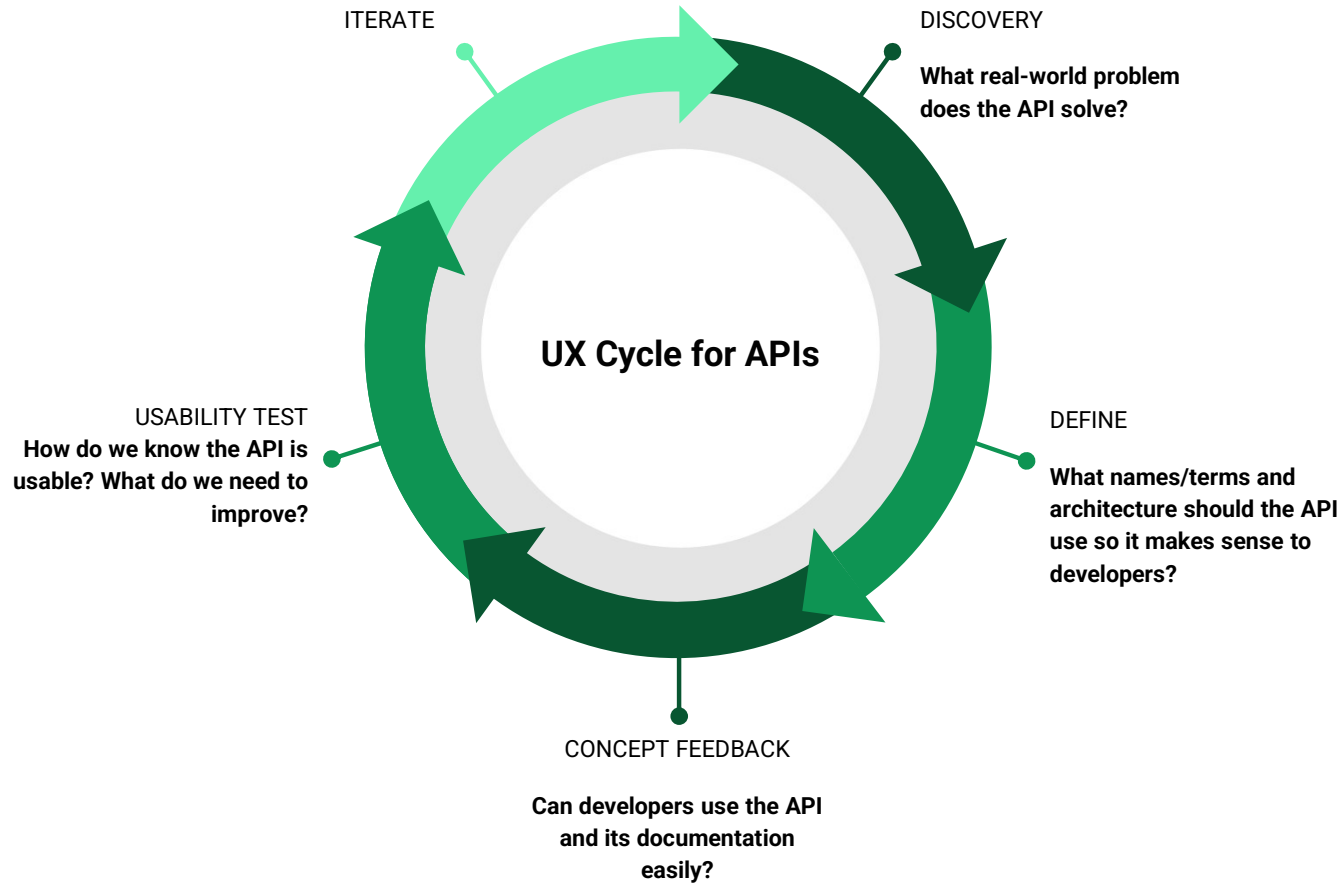 ITERATE
DISCOVERY
What real-world problem
does the API solve?
UX Cycle for APIs
USABILITY TEST
How do we know the API is
usable? What do we need to
improve?
DEFINE
What names/terms and
architecture should the API
use so it makes sense to
developers?
CONCEPT FEEDBACK
Can developers use the API
and its documentation
easily?